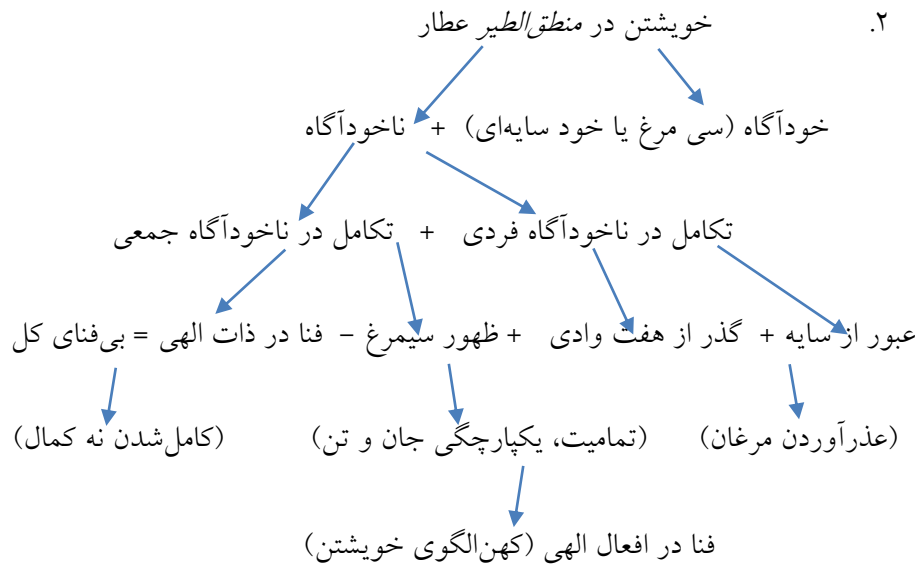 ۲. خویشتن در منطق‌الطیر عطار
خودآگاه (سی مرغ یا خود سایه‌ای) + ناخودآگاه
تکامل در ناخودآگاه فردی + تکامل در ناخودآگاه جمعی
عبور از سایه + گذر از هفت وادی + ظهور سیمرغ – فنا در ذات الهی = بی‌فنای کل
(عذرآوردن مرغان) (تمامیت، یکپارچگی جان و تن) (کامل‌شدن نه کمال)
فنا در افعال الهی (کهن‌الگوی خویشتن)